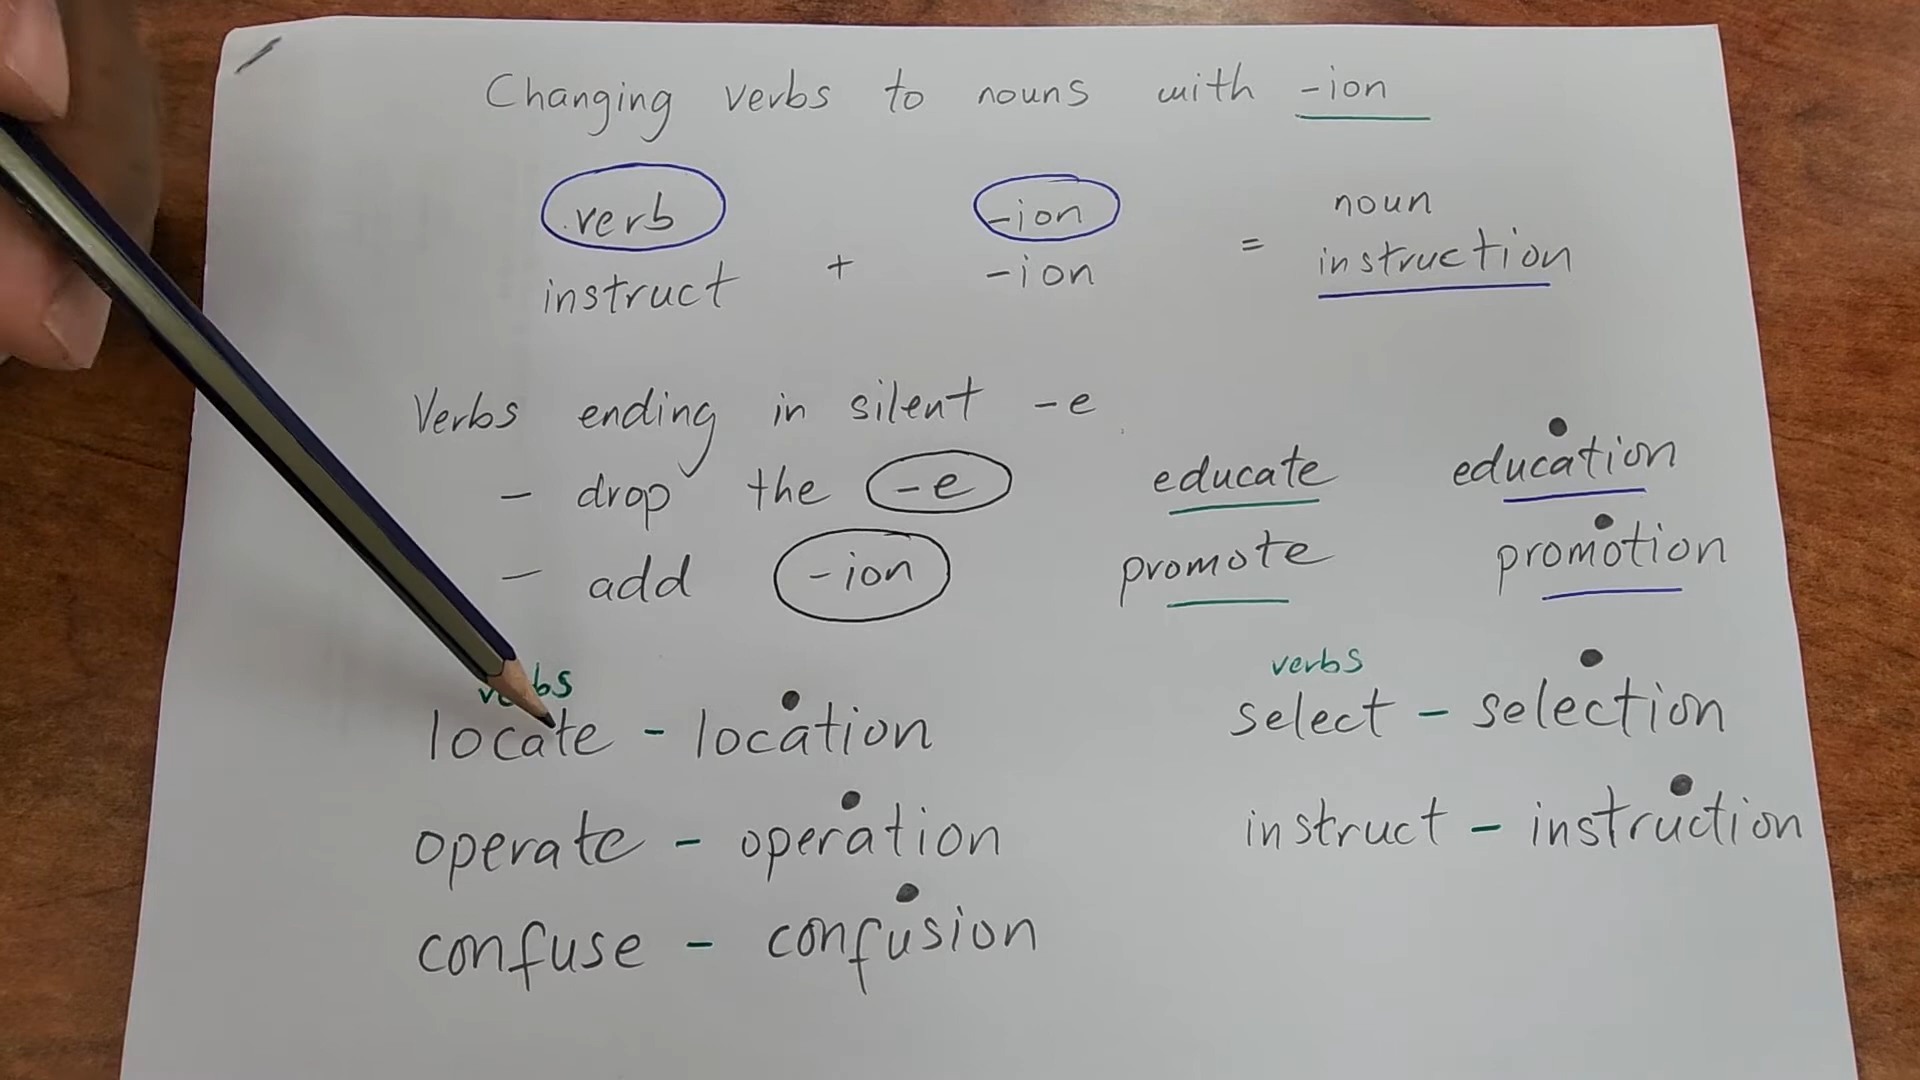 Changing verbs to nouns with -ion
verb -ion noun
instruct + -ion = instruction
Verbs ending in silent -e
- drop the -e educate education
- add -ion promote promotion
verbs verbs
locate - location select - selection
operate - operation instruct - instruction
confuse - confusion